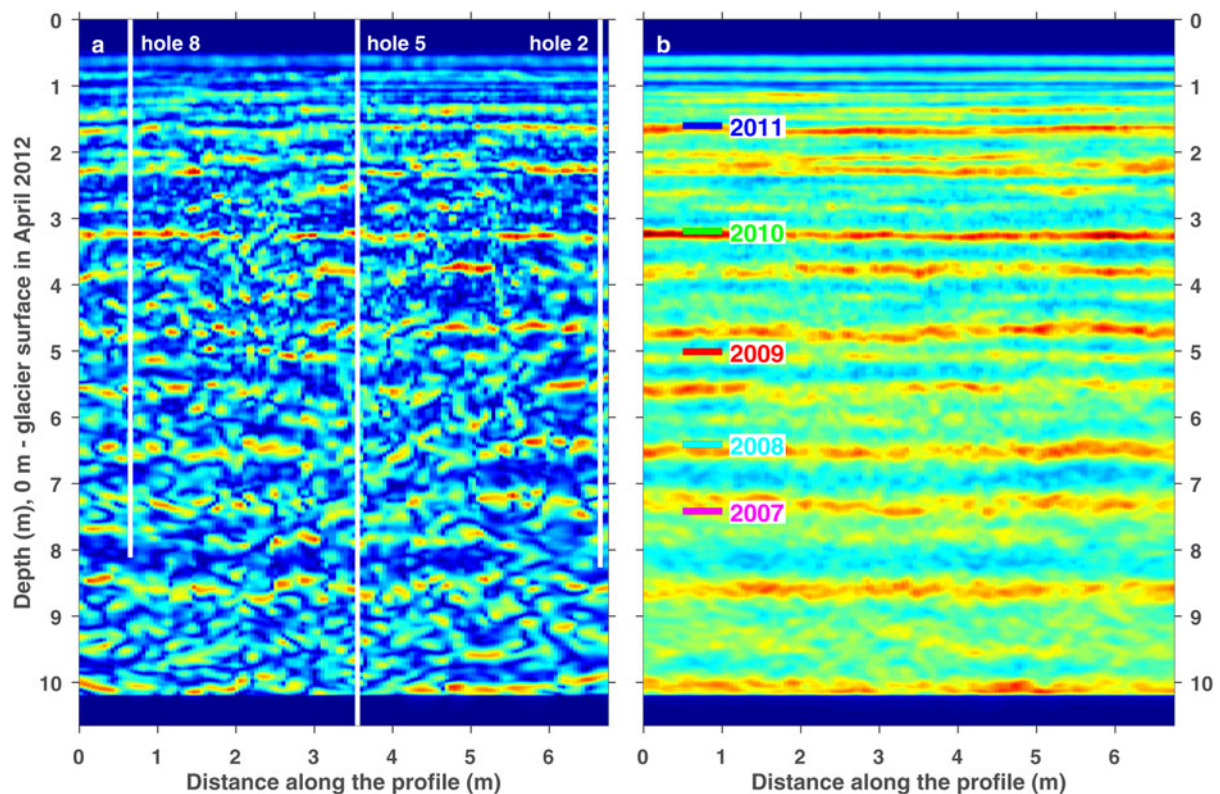 a
hole 8
hole 5
hole 2
b
0
1
2
3
4
5
6
7
8
9
10
Depth (m), 0 m - glacier surface in April 2012
0 1 2 3 4 5 6
Distance along the profile (m)
2011
2010
2009
2008
2007
0
1
2
3
4
5
6
7
8
9
10
0 1 2 3 4 5 6
Distance along the profile (m)